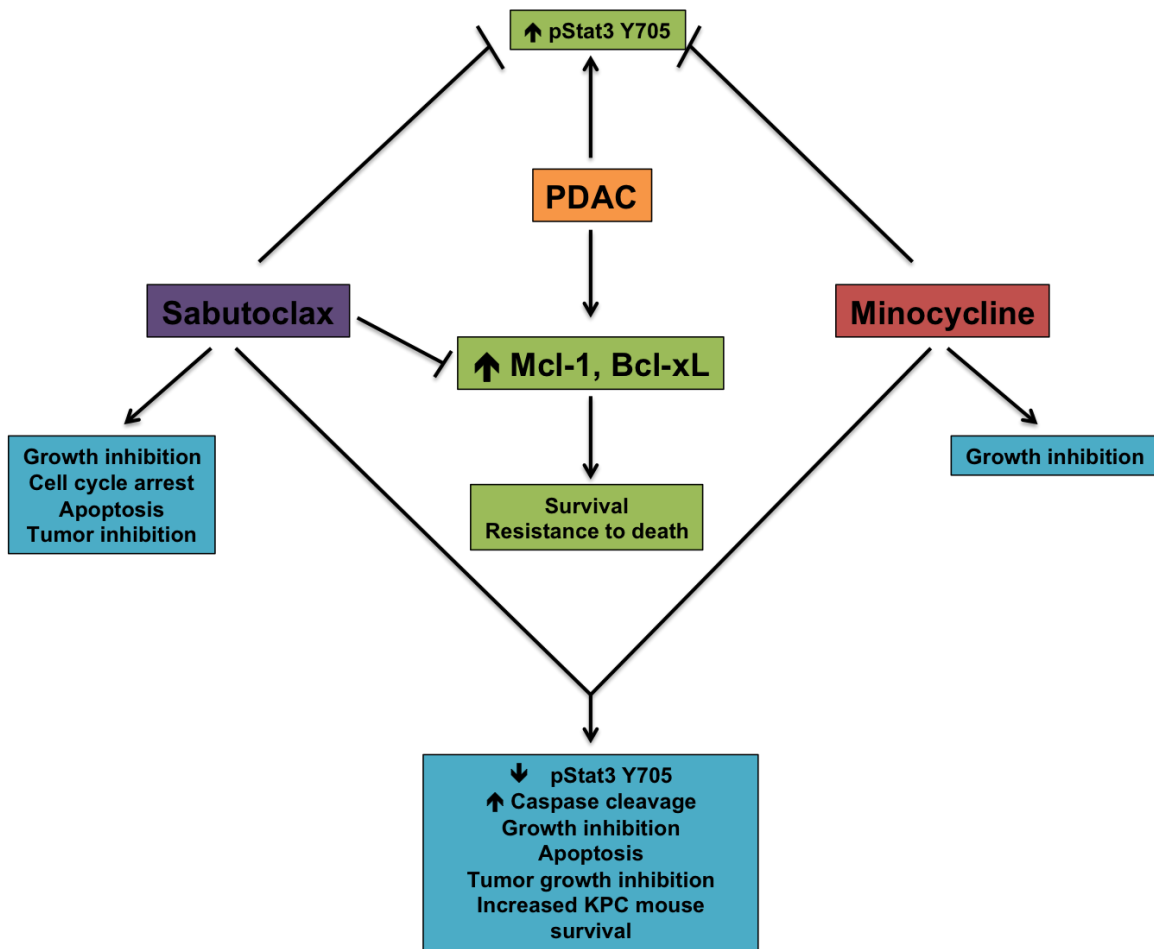 ↑ pStat3 Y705
PDAC
Sabutoclax
Minocycline
↑ Mcl-1, Bcl-xL
Growth inhibition
Cell cycle arrest
Apoptosis
Tumor inhibition
Growth inhibition
Survival
Resistance to death
↓ pStat3 Y705
↑ Caspase cleavage
Growth inhibition
Apoptosis
Tumor growth inhibition
Increased KPC mouse
survival